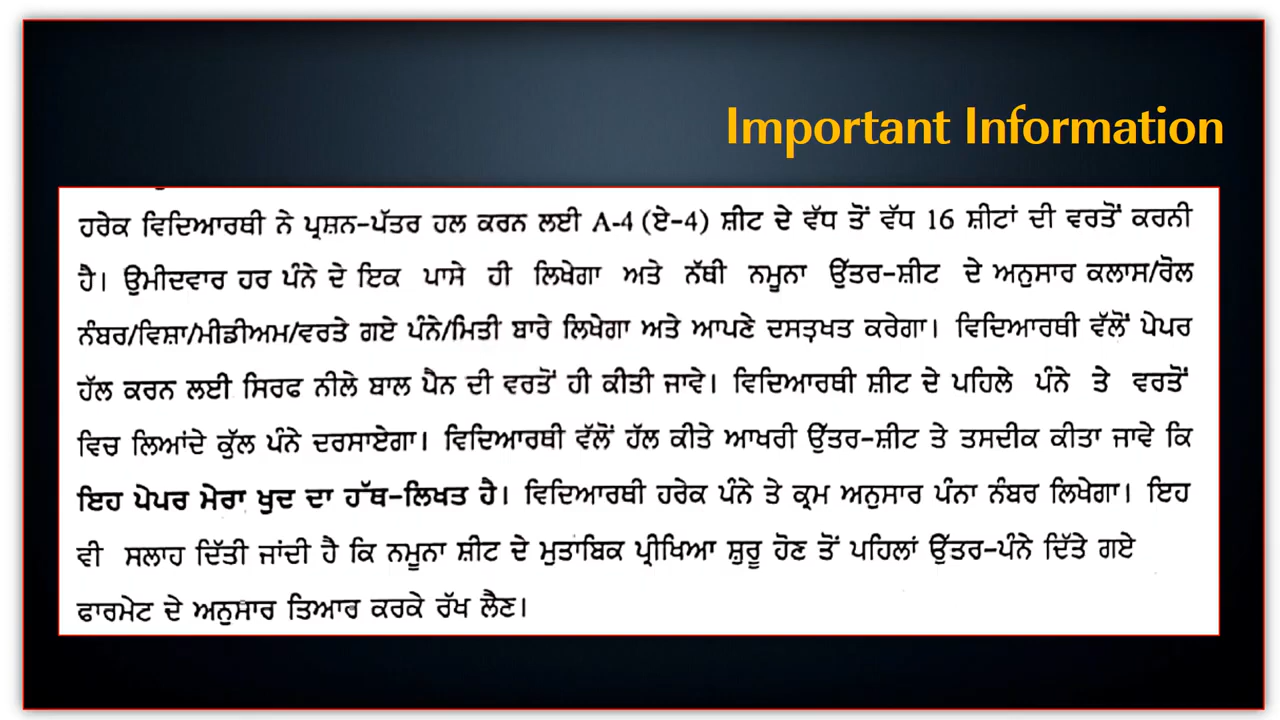 Important Information
ਹਰੇਕ ਵਿਦਿਆਰਥੀ ਨੇ ਪ੍ਰਸ਼ਨ-ਪੱਤਰ ਹਲ ਕਰਨ ਲਈ A-4 (ਏ-4) ਸ਼ੀਟ ਦੇ ਵੱਧ ਤੋਂ ਵੱਧ 16 ਸ਼ੀਟਾਂ ਦੀ ਵਰਤੋਂ ਕਰਨੀ
ਹੈ। ਉਮੀਦਵਾਰ ਹਰ ਪੰਨੇ ਦੇ ਇਕ ਪਾਸੇ ਹੀ ਲਿਖੇਗਾ ਅਤੇ ਨੱਥੀ ਨਮੂਨਾ ਉੱਤਰ-ਸ਼ੀਟ ਦੇ ਅਨੁਸਾਰ ਕਲਾਸ/ਰੋਲ
ਨੰਬਰ/ਵਿਸ਼ਾ/ਮੀਡੀਅਮ/ਵਰਤੇ ਗਏ ਪੰਨੇ/ਮਿਤੀ ਬਾਰੇ ਲਿਖੇਗਾ ਅਤੇ ਆਪਣੇ ਦਸਤ਼ਖਤ ਕਰੇਗਾ। ਵਿਦਿਆਰਥੀ ਵੱਲੋਂ ਪੇਪਰ
ਹੱਲ ਕਰਨ ਲਈ ਸਿਰਫ ਨੀਲੇ ਬਾਲ ਪੈਨ ਦੀ ਵਰਤੋਂ ਹੀ ਕੀਤੀ ਜਾਵੇ। ਵਿਦਿਆਰਥੀ ਸ਼ੀਟ ਦੇ ਪਹਿਲੇ ਪੰਨੇ ਤੇ ਵਰਤੋਂ
ਵਿਚ ਲਿਆਂਦੇ ਕੁੱਲ ਪੰਨੇ ਦਰਸਾਏਗਾ। ਵਿਦਿਆਰਥੀ ਵੱਲੋਂ ਹੱਲ ਕੀਤੇ ਆਖਰੀ ਉੱਤਰ-ਸ਼ੀਟ ਤੇ ਤਸਦੀਕ ਕੀਤਾ ਜਾਵੇ ਕਿ
ਇਹ ਪੇਪਰ ਮੇਰਾ ਖੁਦ ਦਾ ਹੱਥ-ਲਿਖਤ ਹੈ। ਵਿਦਿਆਰਥੀ ਹਰੇਕ ਪੰਨੇ ਤੇ ਕ੍ਰਮ ਅਨੁਸਾਰ ਪੰਨਾ ਨੰਬਰ ਲਿਖੇਗਾ। ਇਹ
ਵੀ ਸਲਾਹ ਦਿੱਤੀ ਜਾਂਦੀ ਹੈ ਕਿ ਨਮੂਨਾ ਸ਼ੀਟ ਦੇ ਮੁਤਾਬਿਕ ਪ੍ਰੀਖਿਆ ਸ਼ੁਰੂ ਹੋਣ ਤੋਂ ਪਹਿਲਾਂ ਉੱਤਰ-ਪੰਨੇ ਦਿੱਤੇ ਗਏ
ਫਾਰਮੇਟ ਦੇ ਅਨੁਸਾਰ ਤਿਆਰ ਕਰਕੇ ਰੱਖ ਲੈਣ।